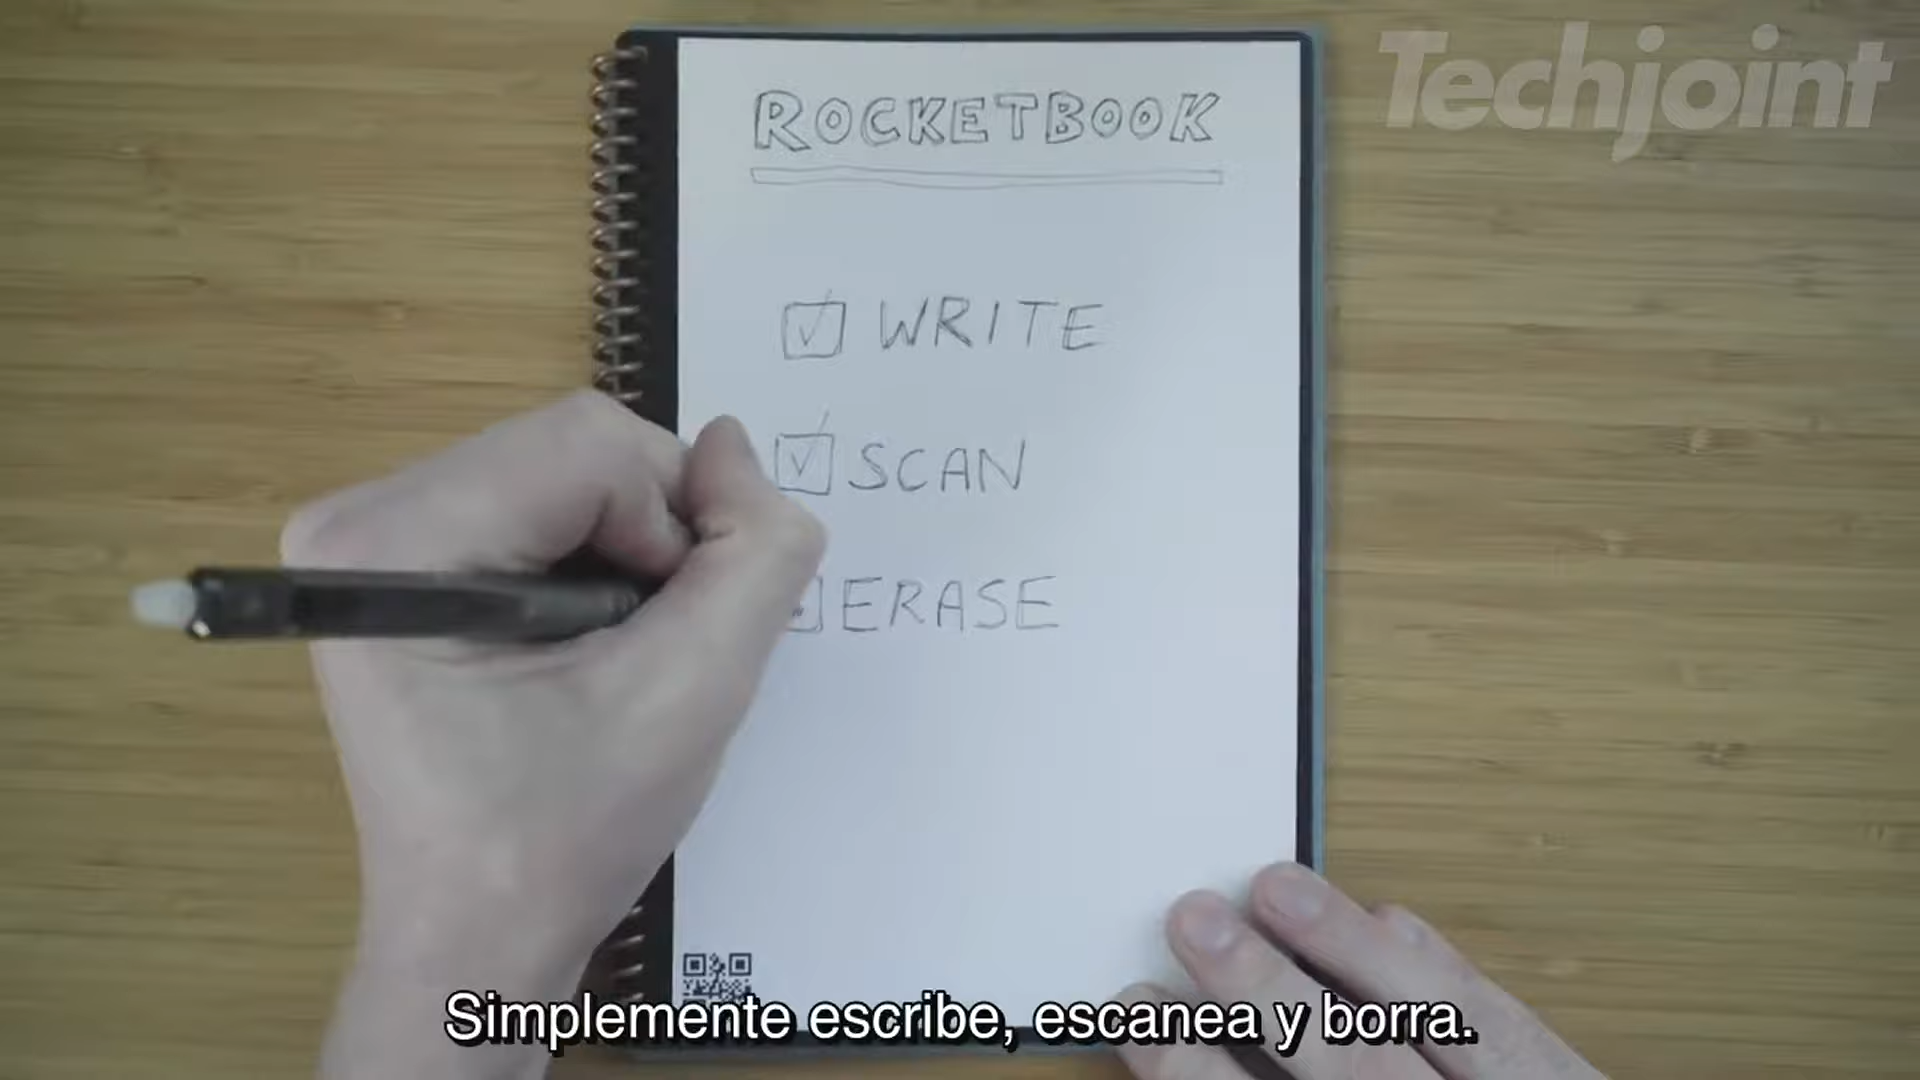 Techjoint
ROCKETBOOK
WRITE
SCAN
ERASE
Simplemente escribe, escanea y borra.